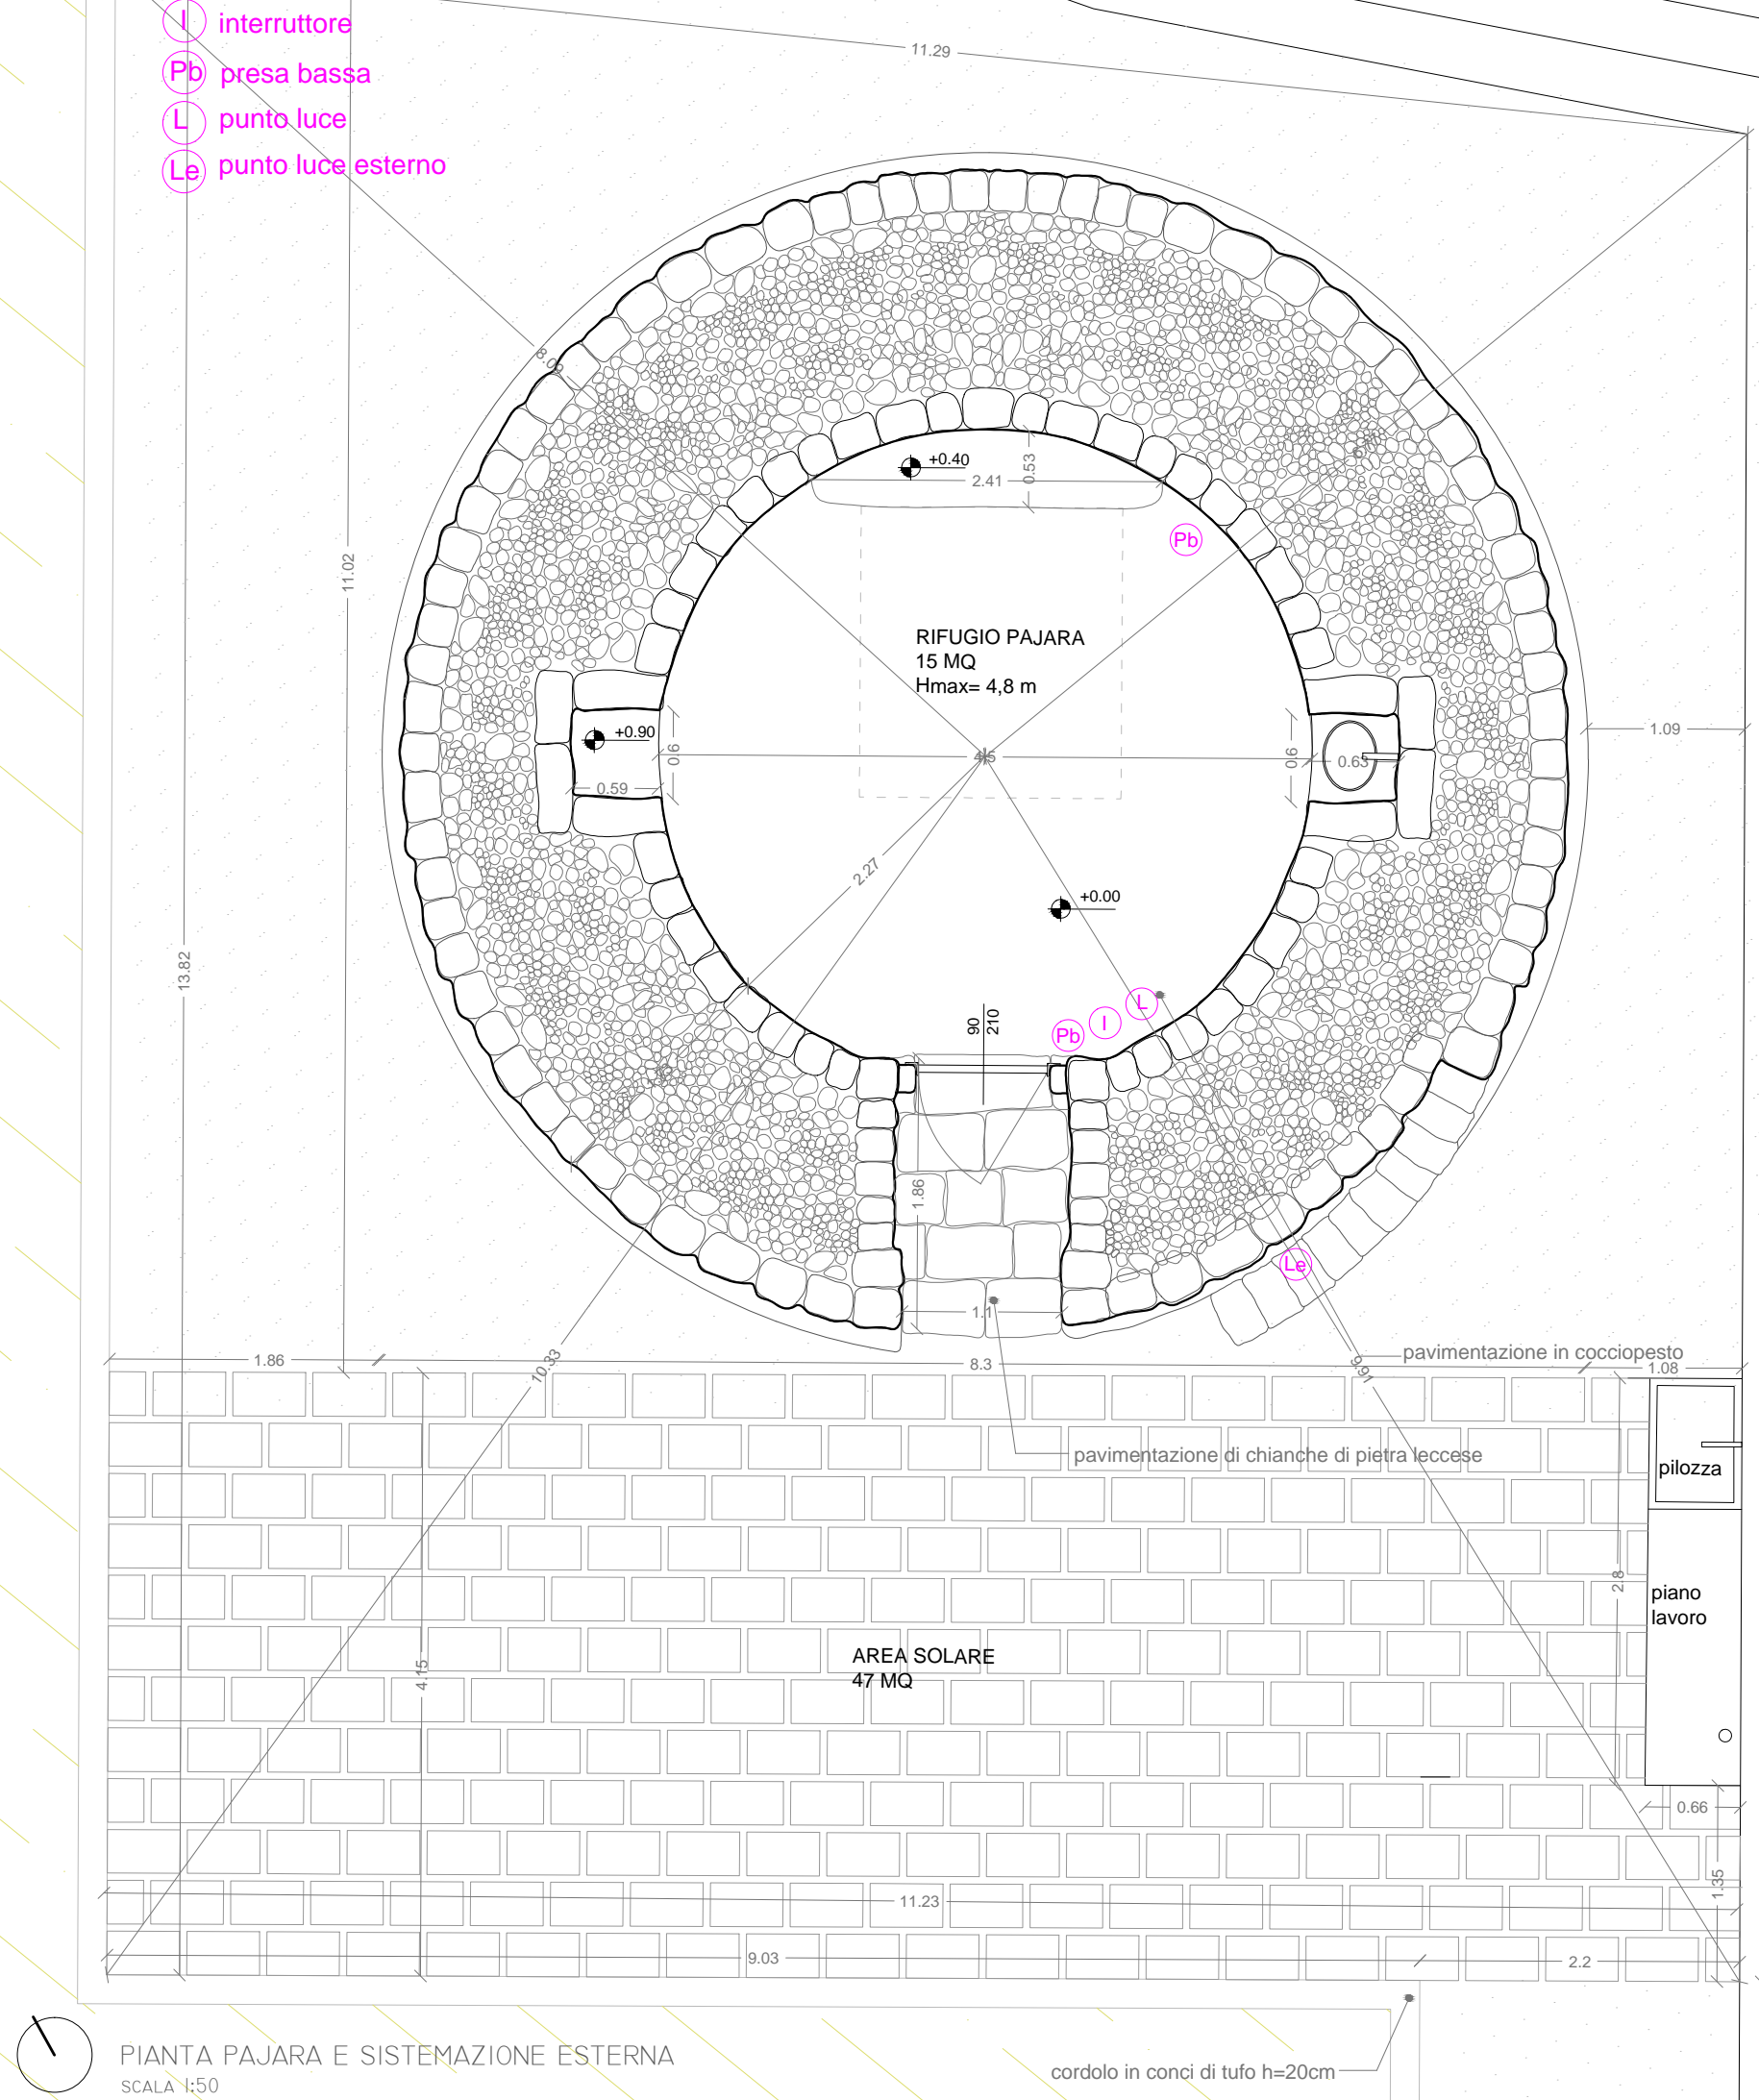 I interruttore
11.29
Pb presa bassa
L punto luce
Le punto luce esterno
+0.40
2.41
0.53
Pb
11.02
RIFUGIO PAJARA
15 MQ
Hmax= 4,8 m
+0.90
0.6
4.5
0.6
0.63
1.09
0.59
2.27
+0.00
13.82
90
210
Pb
I
L
1.86
Le
1.1
1.86
10.33
8.3
9.91
pavimentazione in cocciopesto
1.08
pavimentazione di chianche di pietra leccese
pilozza
2.8
piano
lavoro
AREA SOLARE
47 MQ
4.15
0.66
1.35
11.23
9.03
2.2
PIANTA PAJARA E SISTEMAZIONE ESTERNA
SCALA 1:50
cordolo in conci di tufo h=20cm